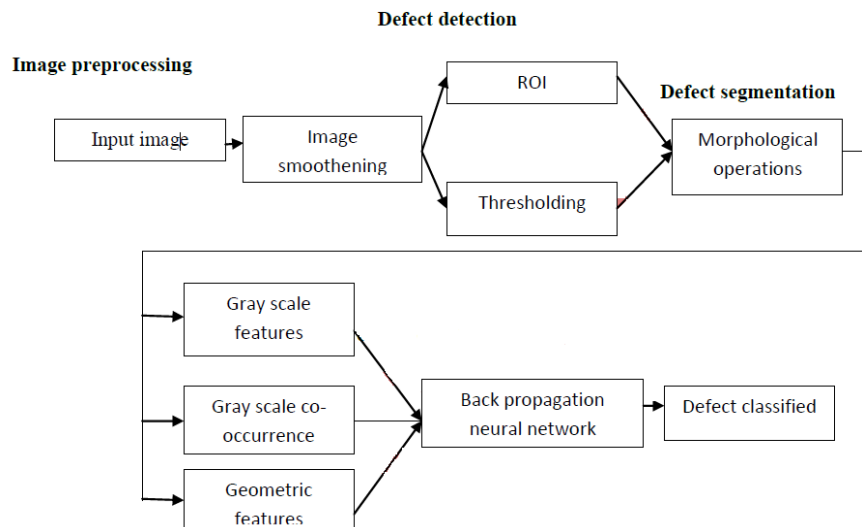 Defect detection
Image preprocessing
ROI
Defect segmentation
Input image
Image
smoothening
Morphological
operations
Thresholding
Gray scale
features
Gray scale co-
occurrence
Back propagation
neural network
Defect classified
Geometric
features